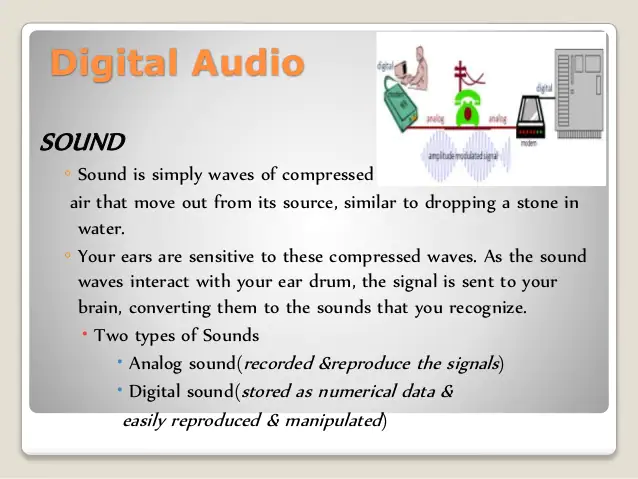 Digital Audio
digital
modem
analog
analog
digital
modem
amplitude modulated signal
SOUND
Sound is simply waves of compressed
air that move out from its source, similar to dropping a stone in
water.
Your ears are sensitive to these compressed waves. As the sound
waves interact with your ear drum, the signal is sent to your
brain, converting them to the sounds that you recognize.
Two types of Sounds
Analog sound(recorded &reproduce the signals)
Digital sound(stored as numerical data &
easily reproduced & manipulated)